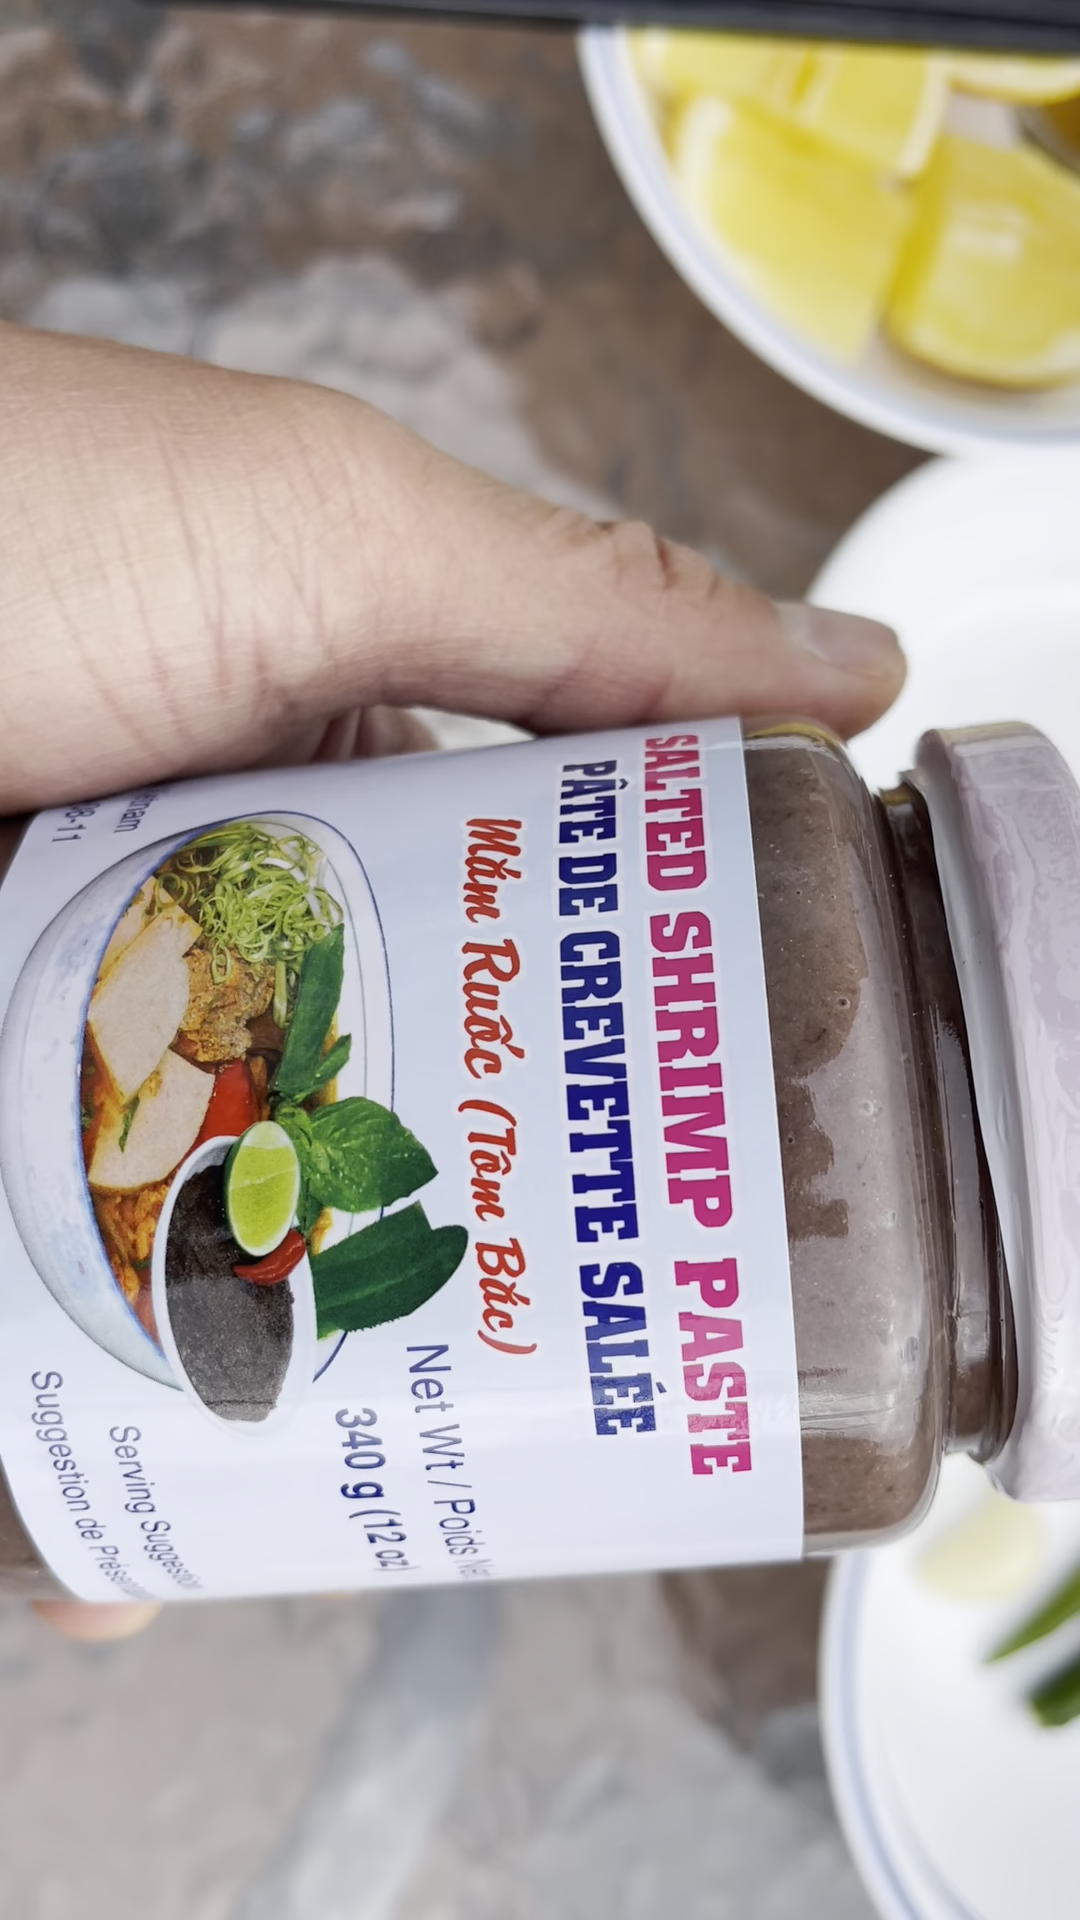 SALTED SHRIMP PASTE
PÂTE DE CREVETTE SALÉE
Mắm Ruốc (Tôm Bắc)
Net Wt / Poids
340 g (12 oz)
Serving Suggestion
Suggestion de